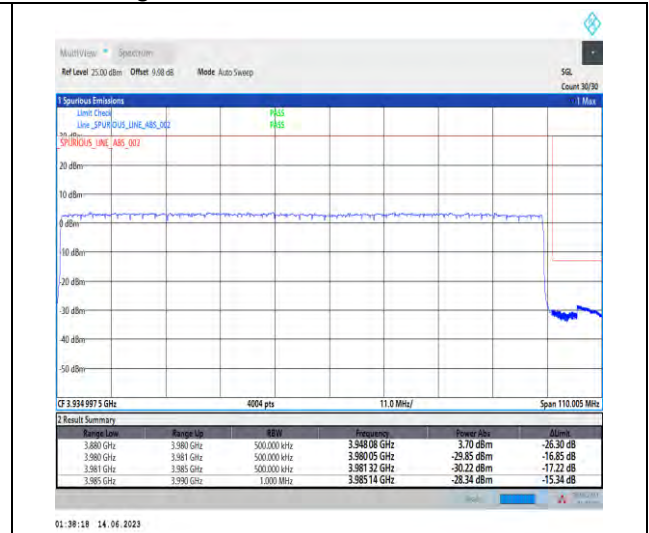 MultiView Spectrum
Ref Level 25.00 dBm Offset 9.98 dB Mode Auto Sweep SGL
Count 30/30
1 Spurious Emissions 1 Max
Limit Check PASS
Line _SPURIOUS_LINE_ABS_002 PASS
30 dBm
_SPURIOUS_LINE_ABS_002
20 dBm
10 dBm
0 dBm
-10 dBm
-20 dBm
-30 dBm
-40 dBm
-50 dBm
CF 3.934 997 5 GHz 4004 pts 11.0 MHz/ Span 110.005 MHz
2 Result Summary
Range Low Range Up RBW Frequency Power Abs ΔLimit
3.880 GHz 3.980 GHz 500.000 kHz 3.948 08 GHz 3.70 dBm -26.30 dB
3.980 GHz 3.981 GHz 500.000 kHz 3.980 05 GHz -29.85 dBm -16.85 dB
3.981 GHz 3.985 GHz 500.000 kHz 3.981 32 GHz -30.22 dBm -17.22 dB
3.985 GHz 3.990 GHz 1.000 MHz 3.985 14 GHz -28.34 dBm -15.34 dB
01:38:18 14.06.2023